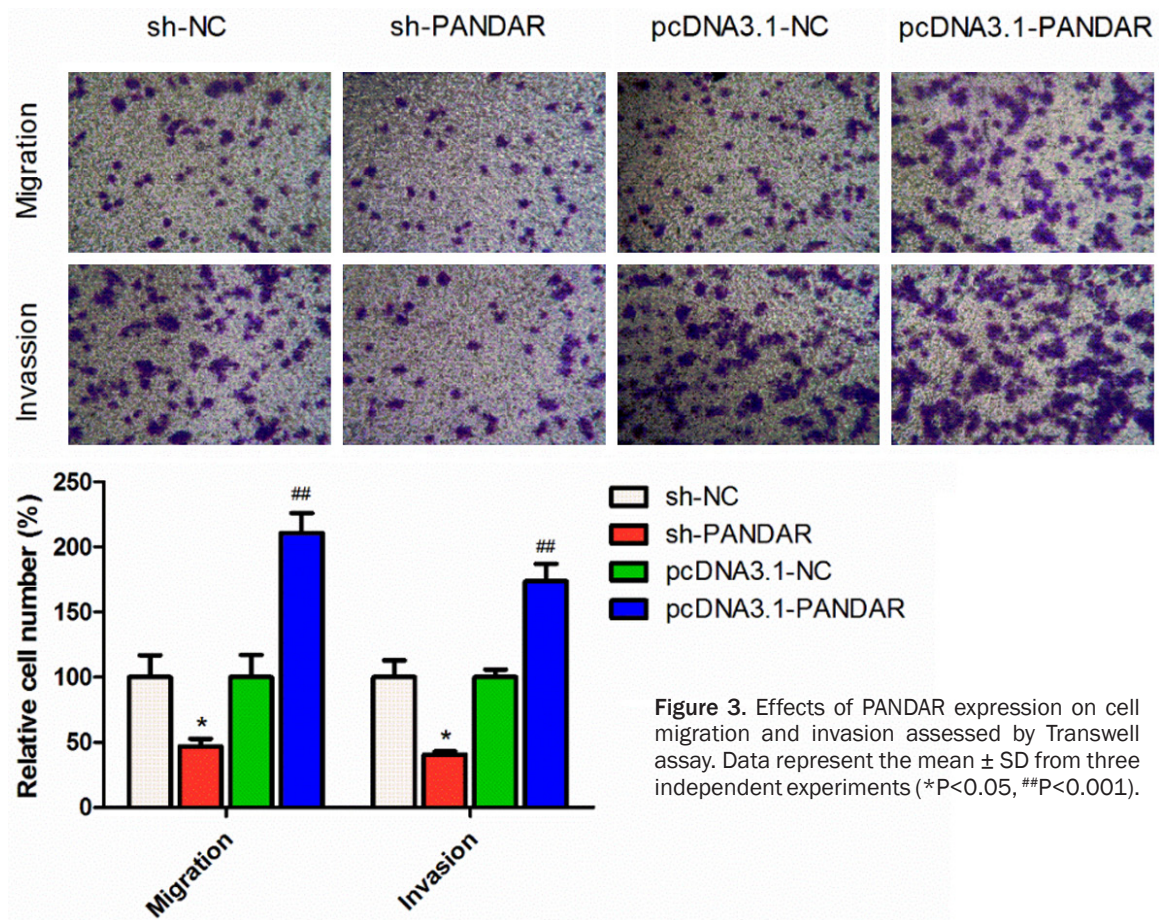 sh-NC sh-PANDAR pcDNA3.1-NC pcDNA3.1-PANDAR
Migration
Invassion
Relative cell number (%)
250
200
150
100
50
0
*
##
*
##
Migration
Invasion
sh-NC
sh-PANDAR
pcDNA3.1-NC
pcDNA3.1-PANDAR
Figure 3. Effects of PANDAR expression on cell
migration and invasion assessed by Transwell
assay. Data represent the mean ± SD from three
independent experiments (*P<0.05, ##P<0.001).